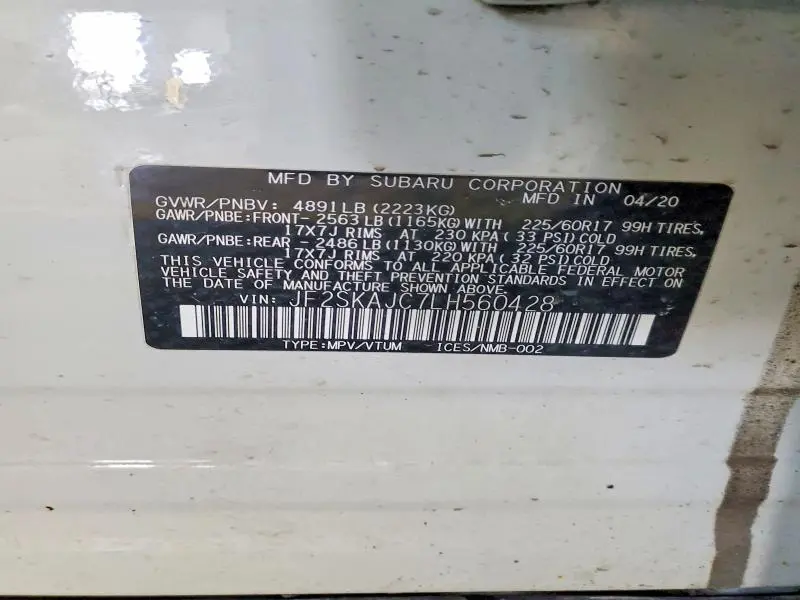 MFD BY SUBARU CORPORATION
GVWR/PNBV: 4891LB(2223KG) MFD IN 04/20
GAWR/PNBE:FRONT-2563LB(1165KG)WITH 225/60R17 99H TIRES,
17X7J RIMS AT 230 KPA(33 PSI)COLD
GAWR/PNBE:REAR -2486LB(1130KG)WITH 225/60R17 99H TIRES,
17X7J RIMS AT 220 KPA(32 PSI)COLD
THIS VEHICLE CONFORMS TO ALL APPLICABLE FEDERAL MOTOR
VEHICLE SAFETY AND THEFT PREVENTION STANDARDS IN EFFECT ON
THE DATE OF MANUFACTURE SHOWN ABOVE.
VIN: JF2SKAJC7LH560428
TYPE:MPV/VTUM ICES/NMB-002